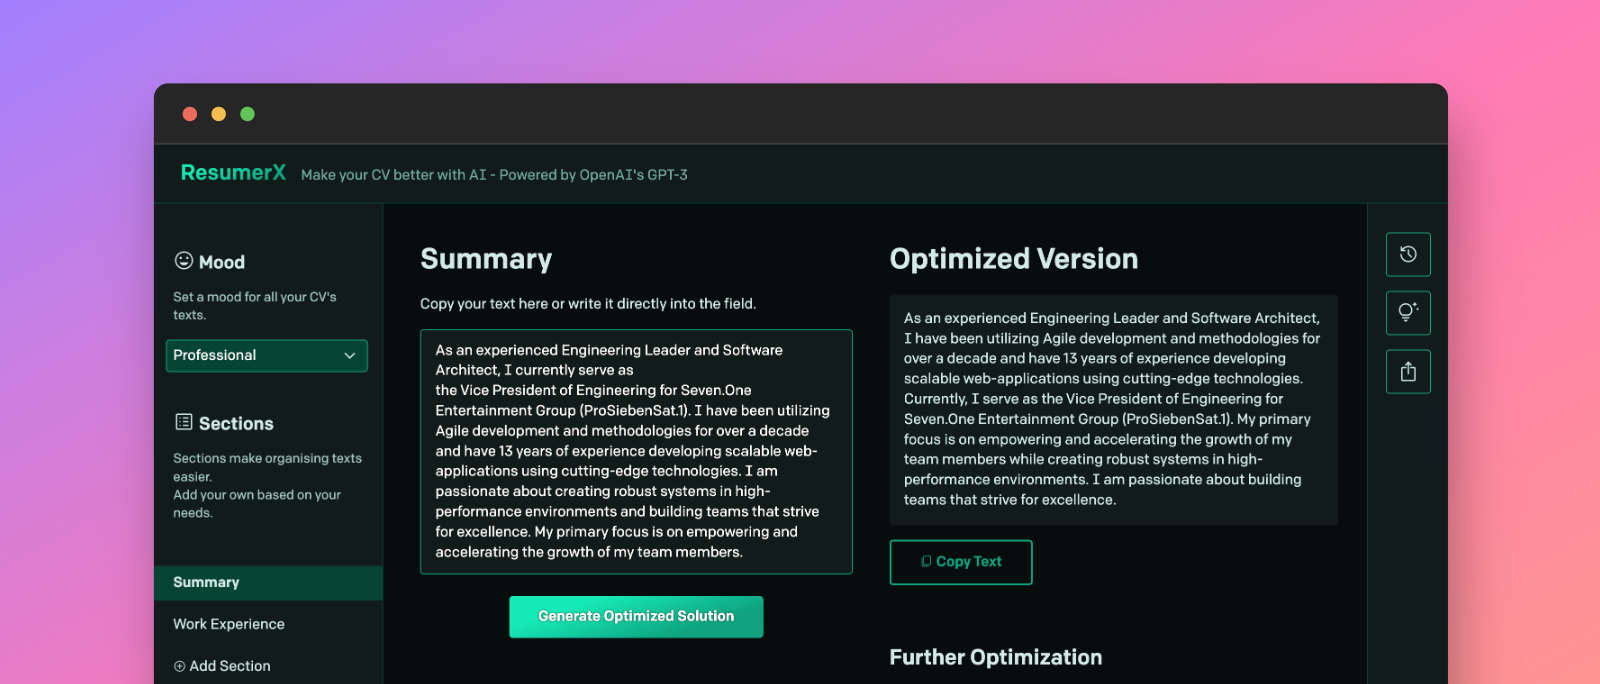 ResumerX Make your CV better with AI - Powered by OpenAI's GPT-3
Mood
Set a mood for all your CV's
texts.
Professional
Sections
Sections make organising texts
easier.
Add your own based on your
needs.
Summary
Work Experience
Add Section
Summary
Copy your text here or write it directly into the field.
As an experienced Engineering Leader and Software
Architect, I currently serve as
the Vice President of Engineering for Seven.One
Entertainment Group (ProSiebenSat.1). I have been utilizing
Agile development and methodologies for over a decade
and have 13 years of experience developing scalable web-
applications using cutting-edge technologies. I am
passionate about creating robust systems in high-
performance environments and building teams that strive
for excellence. My primary focus is on empowering and
accelerating the growth of my team members.
Generate Optimized Solution
Optimized Version
As an experienced Engineering Leader and Software Architect,
I have been utilizing Agile development and methodologies for
over a decade and have 13 years of experience developing
scalable web-applications using cutting-edge technologies.
Currently, I serve as the Vice President of Engineering for
Seven.One Entertainment Group (ProSiebenSat.1). My primary
focus is on empowering and accelerating the growth of my
team members while creating robust systems in high-
performance environments. I am passionate about building
teams that strive for excellence.
Copy Text
Further Optimization